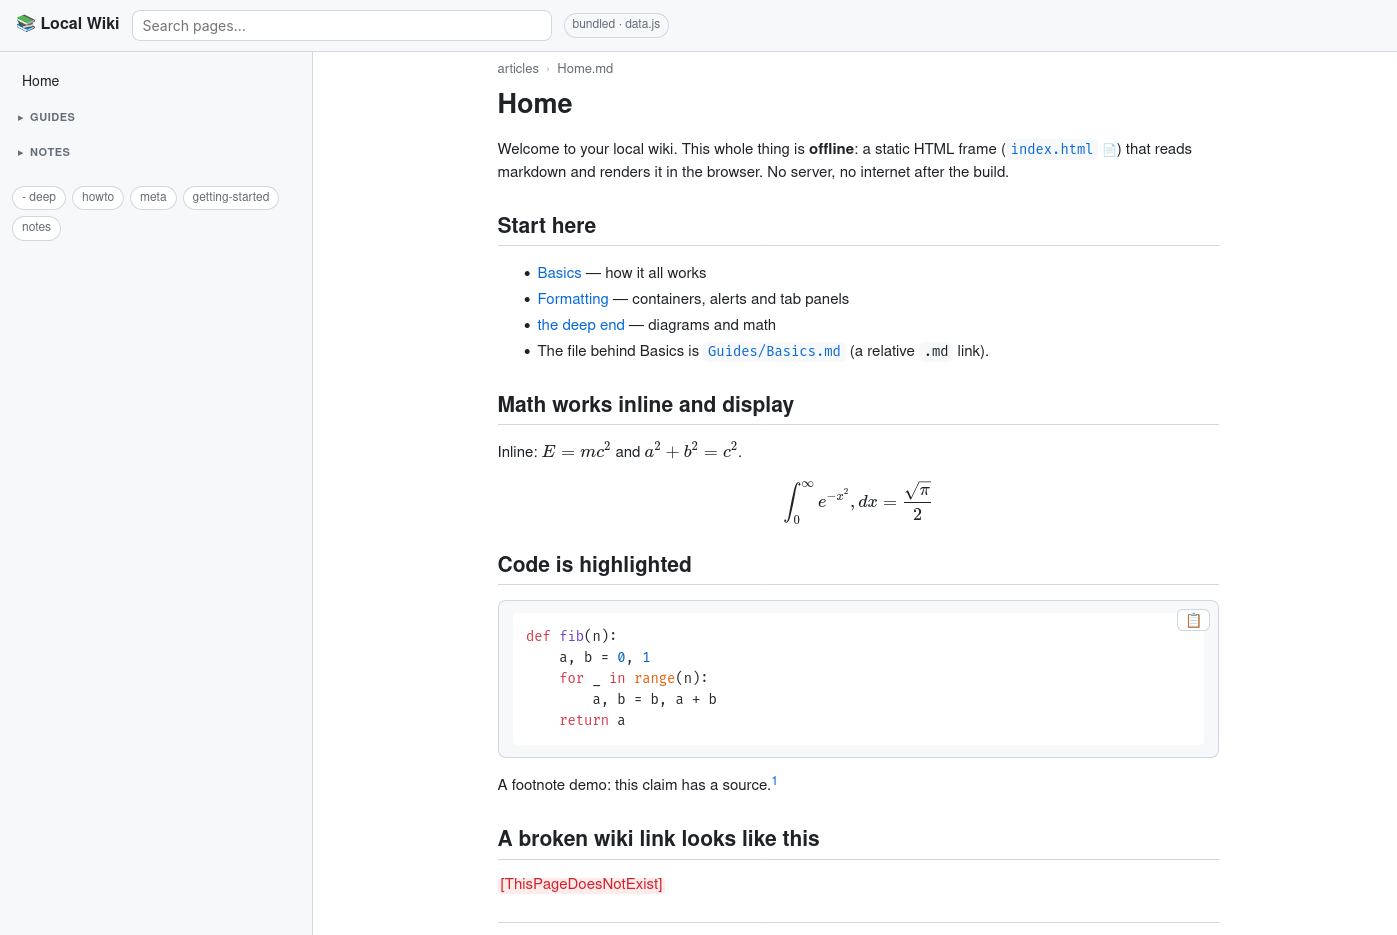 📚 Local Wiki
Search pages...
bundled · data.js
Home
▸ GUIDES
▸ NOTES
- deep
howto
meta
getting-started
notes
articles › Home.md
Home
Welcome to your local wiki. This whole thing is offline: a static HTML frame ( index.html 📄) that reads
markdown and renders it in the browser. No server, no internet after the build.
Start here
• Basics — how it all works
• Formatting — containers, alerts and tab panels
• the deep end — diagrams and math
• The file behind Basics is Guides/Basics.md (a relative .md link).
Math works inline and display
Inline: E = mc² and a² + b² = c².
∫₀^∞ e^{−x²}, dx = √π/2
Code is highlighted
📋
def fib(n):
    a, b = 0, 1
    for _ in range(n):
        a, b = b, a + b
    return a
A footnote demo: this claim has a source.¹
A broken wiki link looks like this
[ThisPageDoesNotExist]